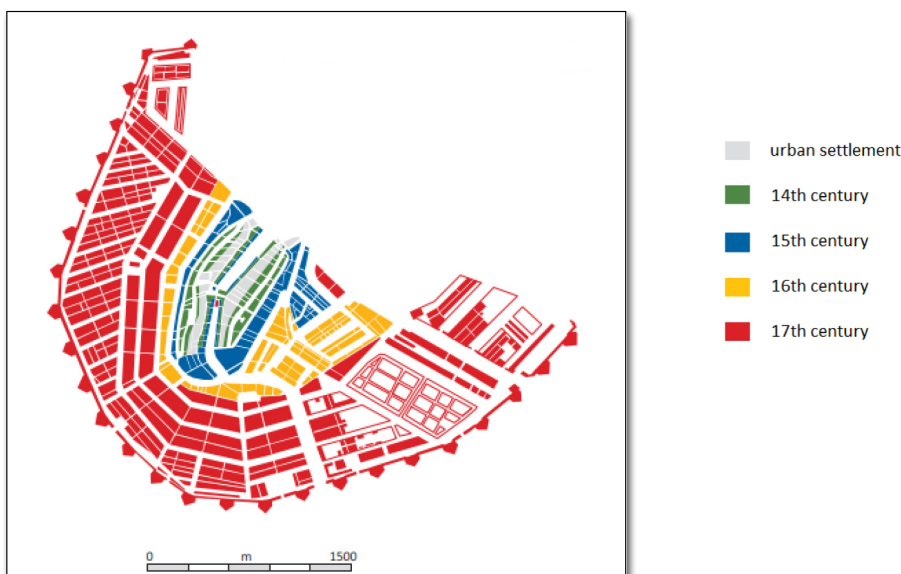 urban settlement
14th century
15th century
16th century
17th century
0 m 1500